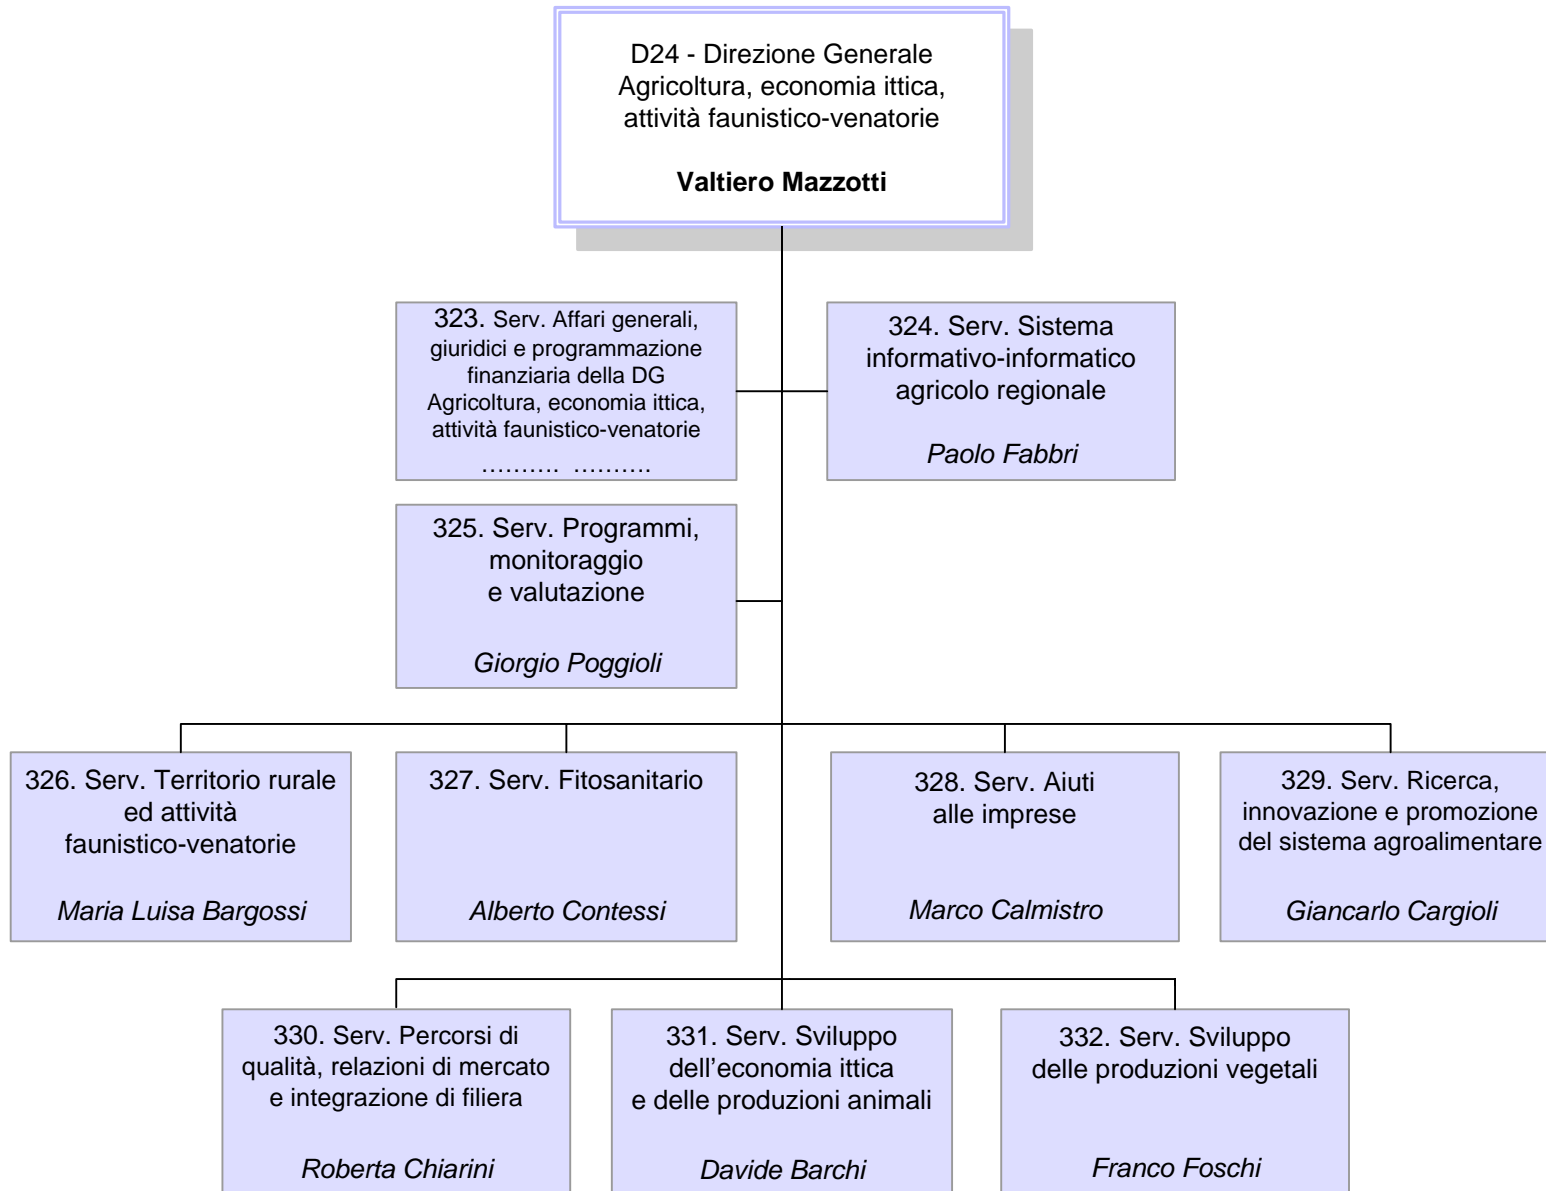 D24 - Direzione Generale
Agricoltura, economia ittica,
attività faunistico-venatorie
Valtiero Mazzotti
323. Serv. Affari generali,
giuridici e programmazione
finanziaria della DG
Agricoltura, economia ittica,
attività faunistico-venatorie
………. ……….
324. Serv. Sistema
informativo-informatico
agricolo regionale
Paolo Fabbri
325. Serv. Programmi,
monitoraggio
e valutazione
Giorgio Poggioli
326. Serv. Territorio rurale
ed attività
faunistico-venatorie
Maria Luisa Bargossi
327. Serv. Fitosanitario
Alberto Contessi
328. Serv. Aiuti
alle imprese
Marco Calmistro
329. Serv. Ricerca,
innovazione e promozione
del sistema agroalimentare
Giancarlo Cargioli
330. Serv. Percorsi di
qualità, relazioni di mercato
e integrazione di filiera
Roberta Chiarini
331. Serv. Sviluppo
dell’economia ittica
e delle produzioni animali
Davide Barchi
332. Serv. Sviluppo
delle produzioni vegetali
Franco Foschi